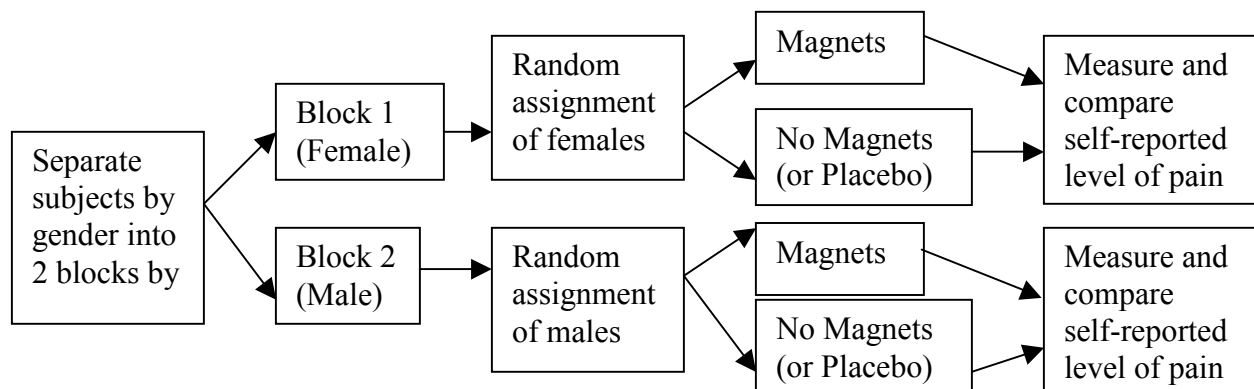 Separate
subjects by
gender into
2 blocks by
Block 1
(Female)
Random
assignment
of females
Magnets
No Magnets
(or Placebo)
Measure and
compare
self-reported
level of pain
Block 2
(Male)
Random
assignment
of males
Magnets
No Magnets
(or Placebo)
Measure and
compare
self-reported
level of pain